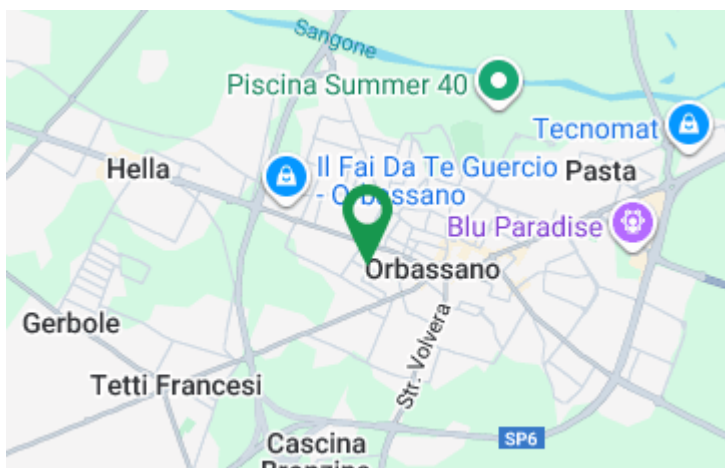 Sangone
Piscina Summer 40
Tecnomat
Hella
Il Fai Da Te Guercio
- Orbassano
Pasta
Blu Paradise
Orbassano
Gerbole
Str. Volvera
Tetti Francesi
SP6
Cascina